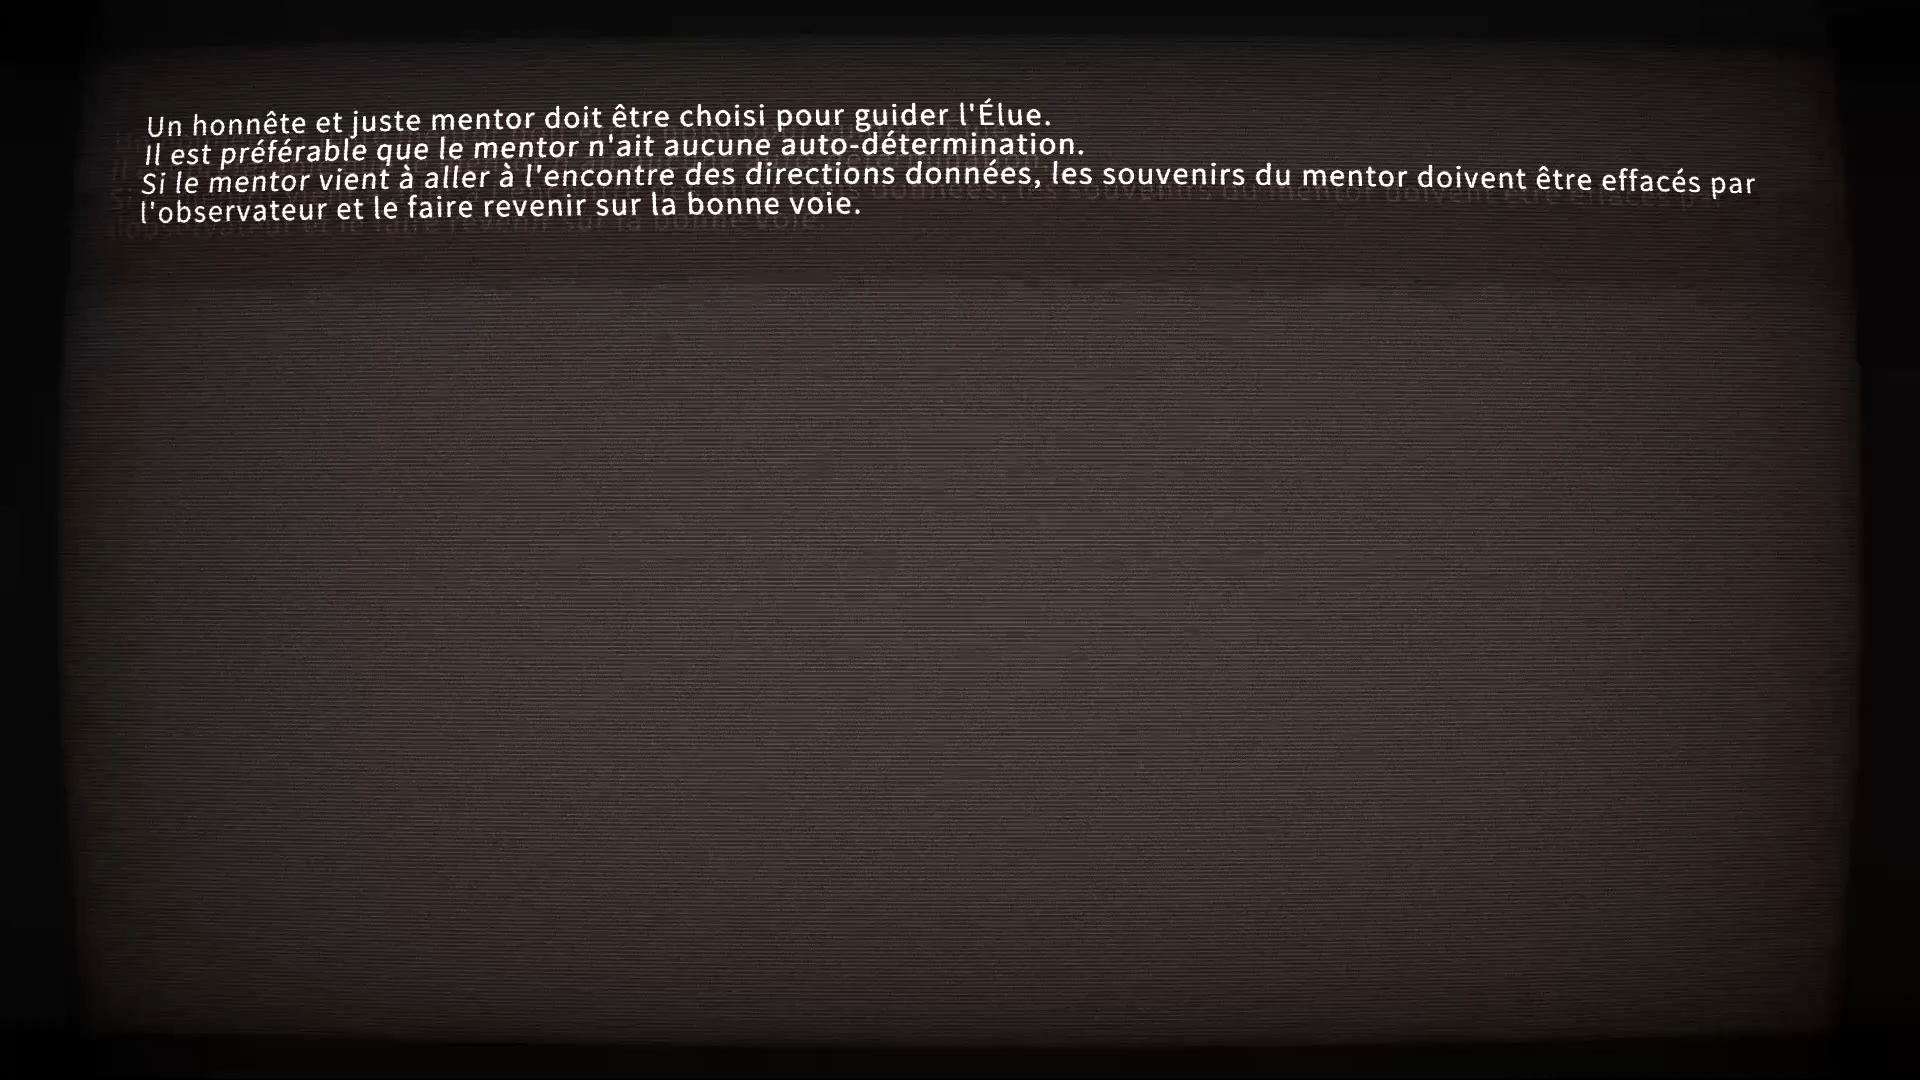 Un honnête et juste mentor doit être choisi pour guider l'Élue.
Il est préférable que le mentor n'ait aucune auto-détermination.
Si le mentor vient à aller à l'encontre des directions données, les souvenirs du mentor doivent être effacés par
l'observateur et le faire revenir sur la bonne voie.